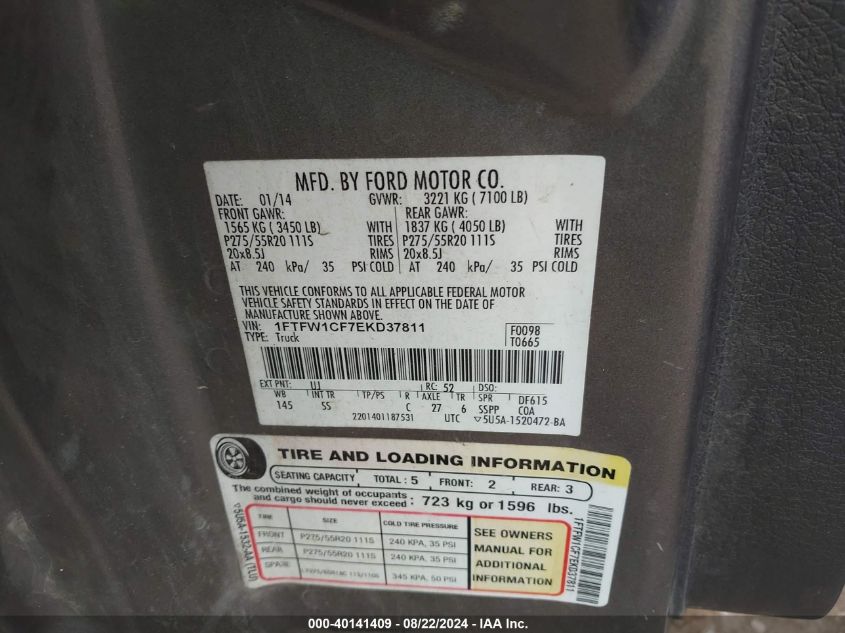 MFD. BY FORD MOTOR CO.
DATE: 01/14 GVWR: 3221 KG ( 7100 LB)
FRONT GAWR: REAR GAWR:
1565 KG ( 3450 LB) WITH 1837 KG ( 4050 LB) WITH
P275/55R20 111S TIRES P275/55R20 111S TIRES
20x8.5J RIMS 20x8.5J RIMS
AT 240 kPa/ 35 PSI COLD AT 240 kPa/ 35 PSI COLD
THIS VEHICLE CONFORMS TO ALL APPLICABLE FEDERAL MOTOR
VEHICLE SAFETY STANDARDS IN EFFECT ON THE DATE OF
MANUFACTURE SHOWN ABOVE.
VIN: 1FTFW1CF7EKD37811 F0098
TYPE: Truck T0665
EXT PNT: UJ RC: 52 DSO:
WB INT TR TP/PS R AXLE TR SPR DF615
145 SS C 27 6 SSPP COA
2201401187531 UTC ▽5U5A-1520472-BA
TIRE AND LOADING INFORMATION
SEATING CAPACITY TOTAL : 5 FRONT: 2 REAR: 3
The combined weight of occupants
and cargo should never exceed : 723 kg or 1596 lbs.
TIRE SIZE COLD TIRE PRESSURE
FRONT P275/55R20 111S 240 KPA, 35 PSI
REAR P275/55R20 111S 240 KPA, 35 PSI
SPARE 345 KPA, 50 PSI
SEE OWNERS
MANUAL FOR
ADDITIONAL
INFORMATION
▽5U5A-1532-AA (TLU)
1FTFW1CF7EKD37811
000-40141409 - 08/22/2024 - IAA Inc.